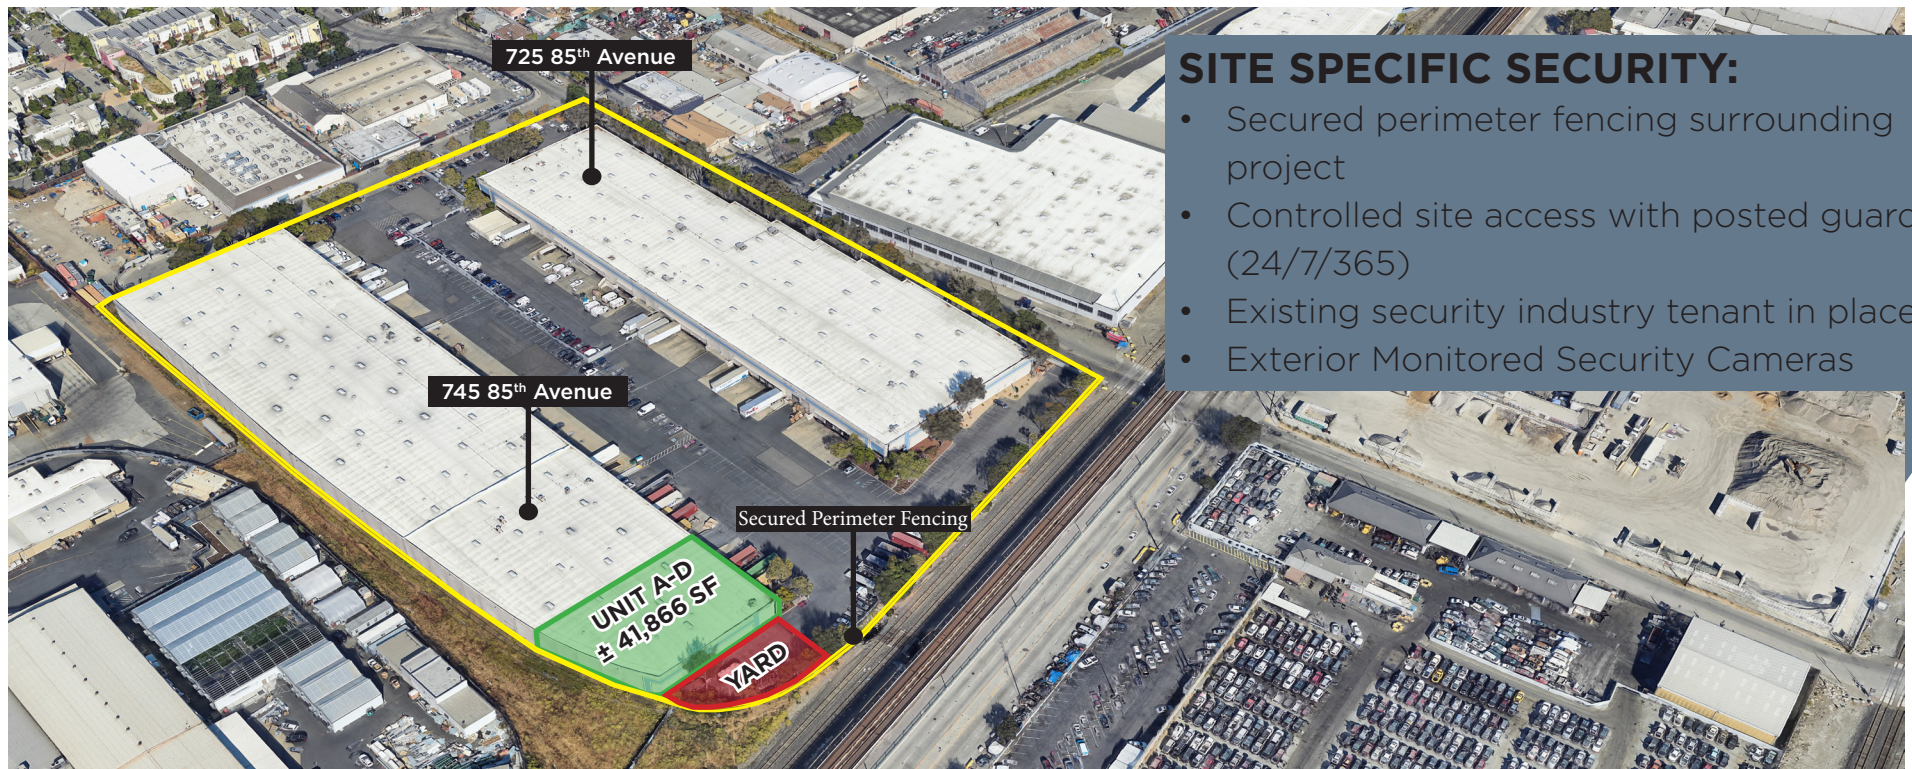 725 85th Avenue
SITE SPECIFIC SECURITY:
• Secured perimeter fencing surrounding
project
• Controlled site access with posted guard
(24/7/365)
• Existing security industry tenant in place
• Exterior Monitored Security Cameras
745 85th Avenue
Secured Perimeter Fencing
UNIT A-D
± 41,866 SF
YARD